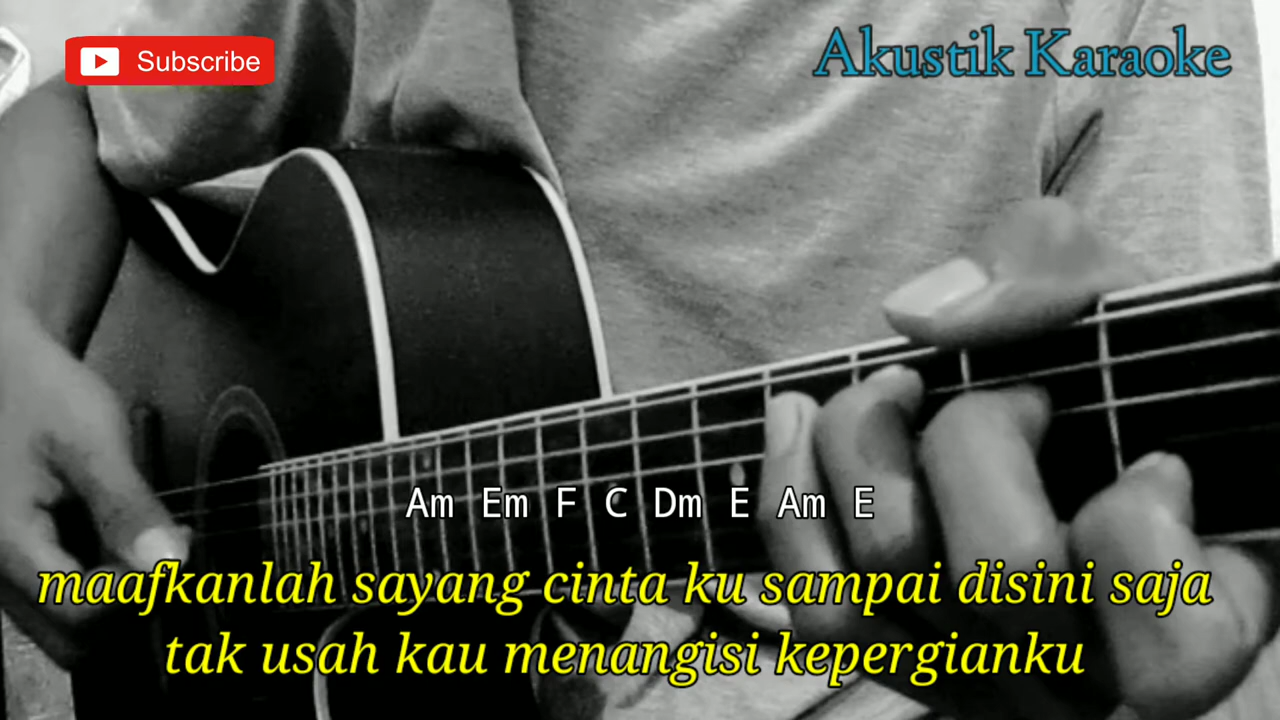 Subscribe
Akustik Karaoke
Am Em F C Dm E Am E
maafkanlah sayang cinta ku sampai disini saja
tak usah kau menangisi kepergianku